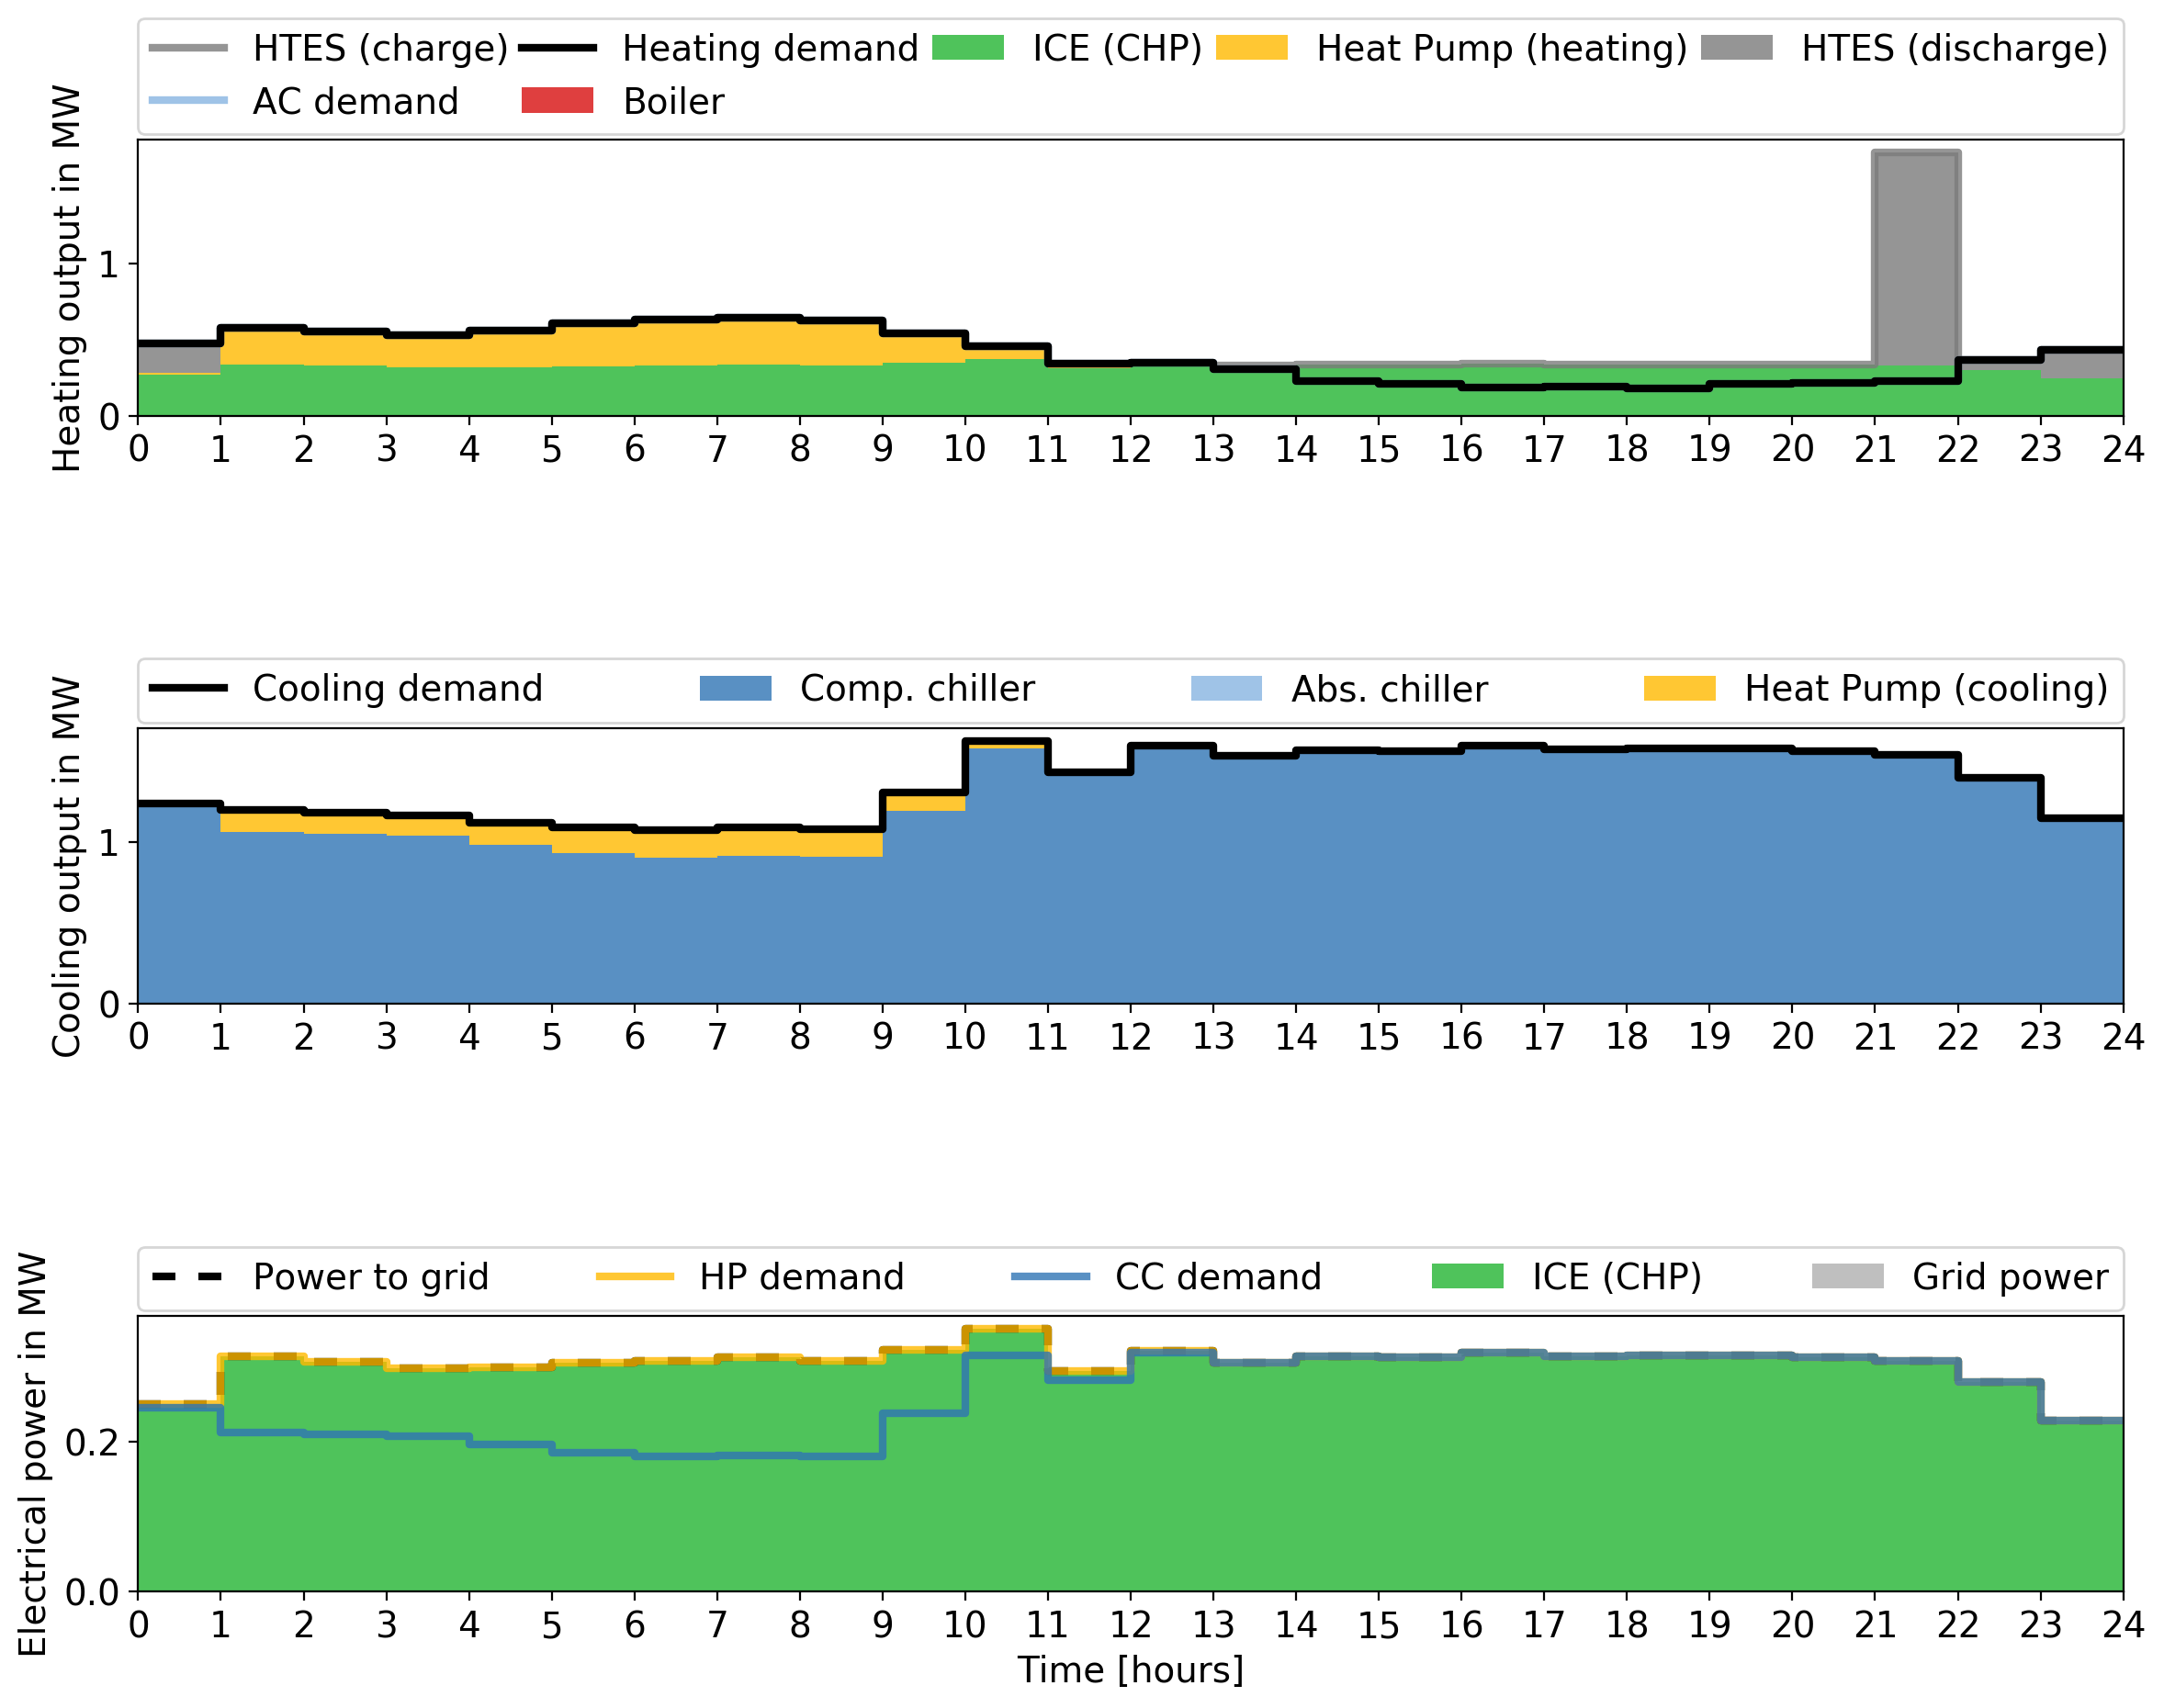 HTES (charge) Heating demand ICE (CHP) Heat Pump (heating) HTES (discharge)
AC demand Boiler
Heating output in MW
1
0
0 1 2 3 4 5 6 7 8 9 10 11 12 13 14 15 16 17 18 19 20 21 22 23 24
Cooling demand Comp. chiller Abs. chiller Heat Pump (cooling)
Cooling output in MW
1
0
0 1 2 3 4 5 6 7 8 9 10 11 12 13 14 15 16 17 18 19 20 21 22 23 24
Power to grid HP demand CC demand ICE (CHP) Grid power
Electrical power in MW
0.2
0.0
0 1 2 3 4 5 6 7 8 9 10 11 12 13 14 15 16 17 18 19 20 21 22 23 24
Time [hours]